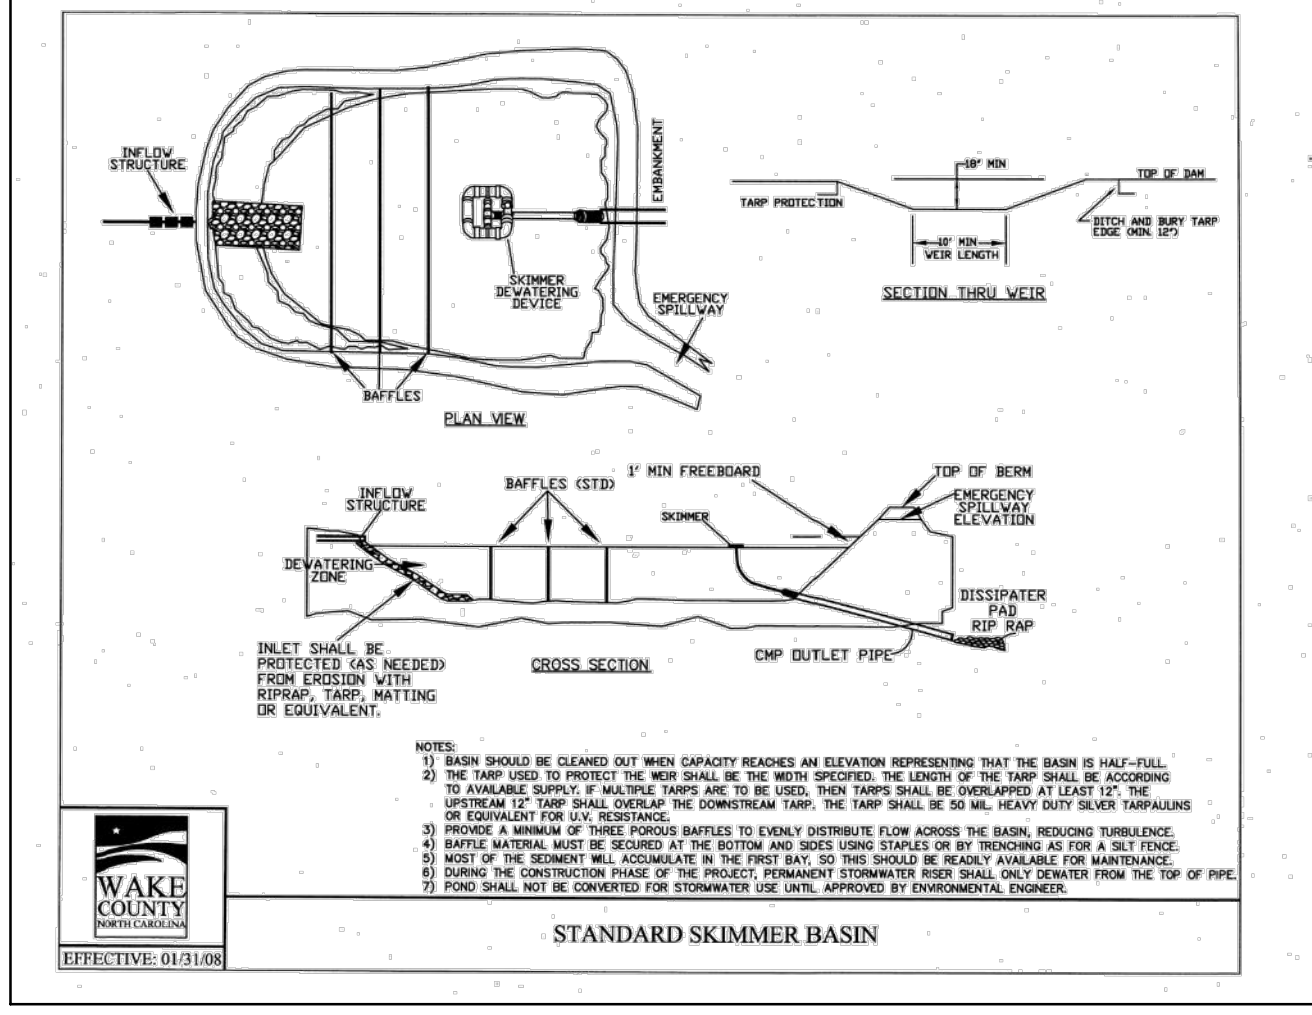 INFLOW
STRUCTURE
EMBANKMENT
SKIMMER
DEWATERING
DEVICE
EMERGENCY
SPILLWAY
BAFFLES
PLAN VIEW
18" MIN
TOP OF DAM
TARP PROTECTION
DITCH AND BURY TARP
EDGE (MIN. 12")
10' MIN
WEIR LENGTH
SECTION THRU WEIR
1' MIN FREEBOARD
TOP OF BERM
BAFFLES (STD)
EMERGENCY
SPILLWAY
ELEVATION
INFLOW
STRUCTURE
SKIMMER
DEWATERING
ZONE
DISSIPATER
PAD
RIP RAP
INLET SHALL BE
PROTECTED (AS NEEDED)
FROM EROSION WITH
RIPRAP, TARP, MATTING
OR EQUIVALENT.
CROSS SECTION
CMP OUTLET PIPE
NOTES:
1) BASIN SHOULD BE CLEANED OUT WHEN CAPACITY REACHES AN ELEVATION REPRESENTING THAT THE BASIN IS HALF-FULL.
2) THE TARP USED TO PROTECT THE WEIR SHALL BE THE WIDTH SPECIFIED. THE LENGTH OF THE TARP SHALL BE ACCORDING
TO AVAILABLE SUPPLY. IF MULTIPLE TARPS ARE TO BE USED, THEN TARPS SHALL BE OVERLAPPED AT LEAST 12". THE
UPSTREAM 12" TARP SHALL OVERLAP THE DOWNSTREAM TARP. THE TARP SHALL BE 50 MIL HEAVY DUTY SILVER TARPAULINS
OR EQUIVALENT FOR U.V. RESISTANCE.
3) PROVIDE A MINIMUM OF THREE POROUS BAFFLES TO EVENLY DISTRIBUTE FLOW ACROSS THE BASIN, REDUCING TURBULENCE.
4) BAFFLE MATERIAL MUST BE SECURED AT THE BOTTOM AND SIDES USING STAPLES OR BY TRENCHING AS FOR A SILT FENCE.
5) MOST OF THE SEDIMENT WILL ACCUMULATE IN THE FIRST BAY, SO THIS SHOULD BE READILY AVAILABLE FOR MAINTENANCE.
6) DURING THE CONSTRUCTION PHASE OF THE PROJECT, PERMANENT STORMWATER RISER SHALL ONLY DEWATER FROM THE TOP OF PIPE.
7) POND SHALL NOT BE CONVERTED FOR STORMWATER USE UNTIL APPROVED BY ENVIRONMENTAL ENGINEER.
WAKE
COUNTY
NORTH CAROLINA
EFFECTIVE: 01/31/08
STANDARD SKIMMER BASIN